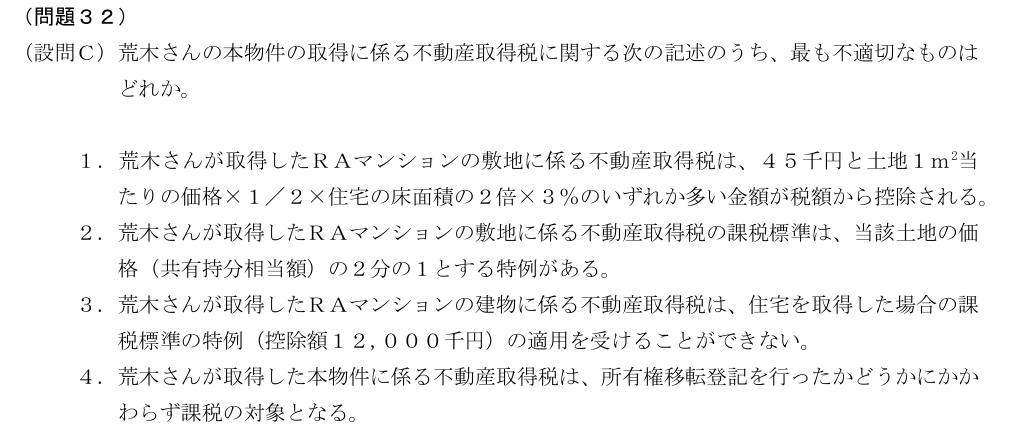 （問題３２）
（設問Ｃ）荒木さんの本物件の取得に係る不動産取得税に関する次の記述のうち、最も不適切なものは
どれか。
１．荒木さんが取得したＲＡマンションの敷地に係る不動産取得税は、４５千円と土地１ｍ²当
たりの価格×１／２×住宅の床面積の２倍×３％のいずれか多い金額が税額から控除される。
２．荒木さんが取得したＲＡマンションの敷地に係る不動産取得税の課税標準は、当該土地の価
格（共有持分相当額）の２分の１とする特例がある。
３．荒木さんが取得したＲＡマンションの建物に係る不動産取得税は、住宅を取得した場合の課
税標準の特例（控除額１２,０００千円）の適用を受けることができない。
４．荒木さんが取得した本物件に係る不動産取得税は、所有権移転登記を行ったかどうかにかか
わらず課税の対象となる。